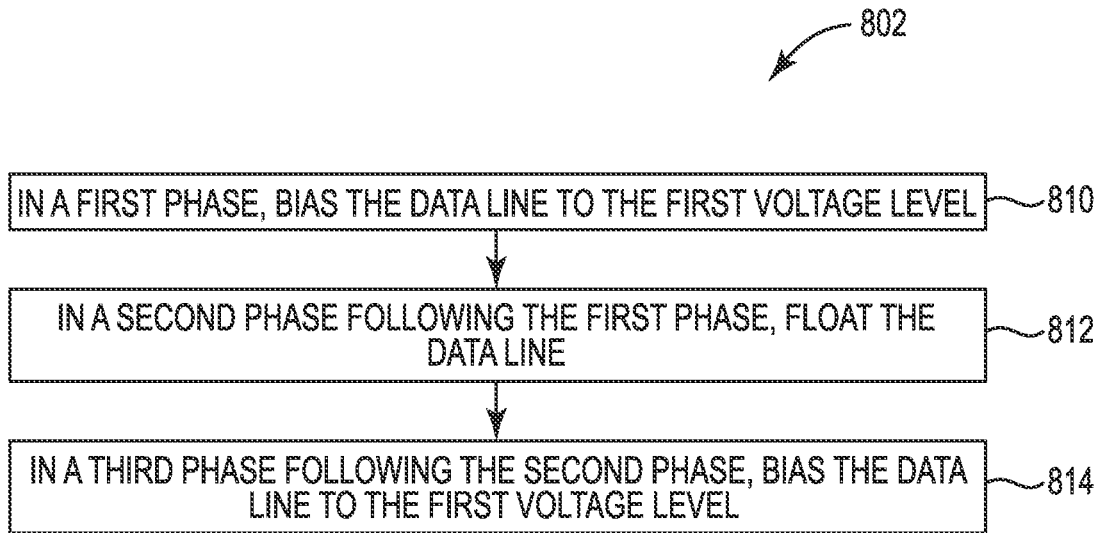 802
IN A FIRST PHASE, BIAS THE DATA LINE TO THE FIRST VOLTAGE LEVEL
810
IN A SECOND PHASE FOLLOWING THE FIRST PHASE, FLOAT THE
DATA LINE
812
IN A THIRD PHASE FOLLOWING THE SECOND PHASE, BIAS THE DATA
LINE TO THE FIRST VOLTAGE LEVEL
814